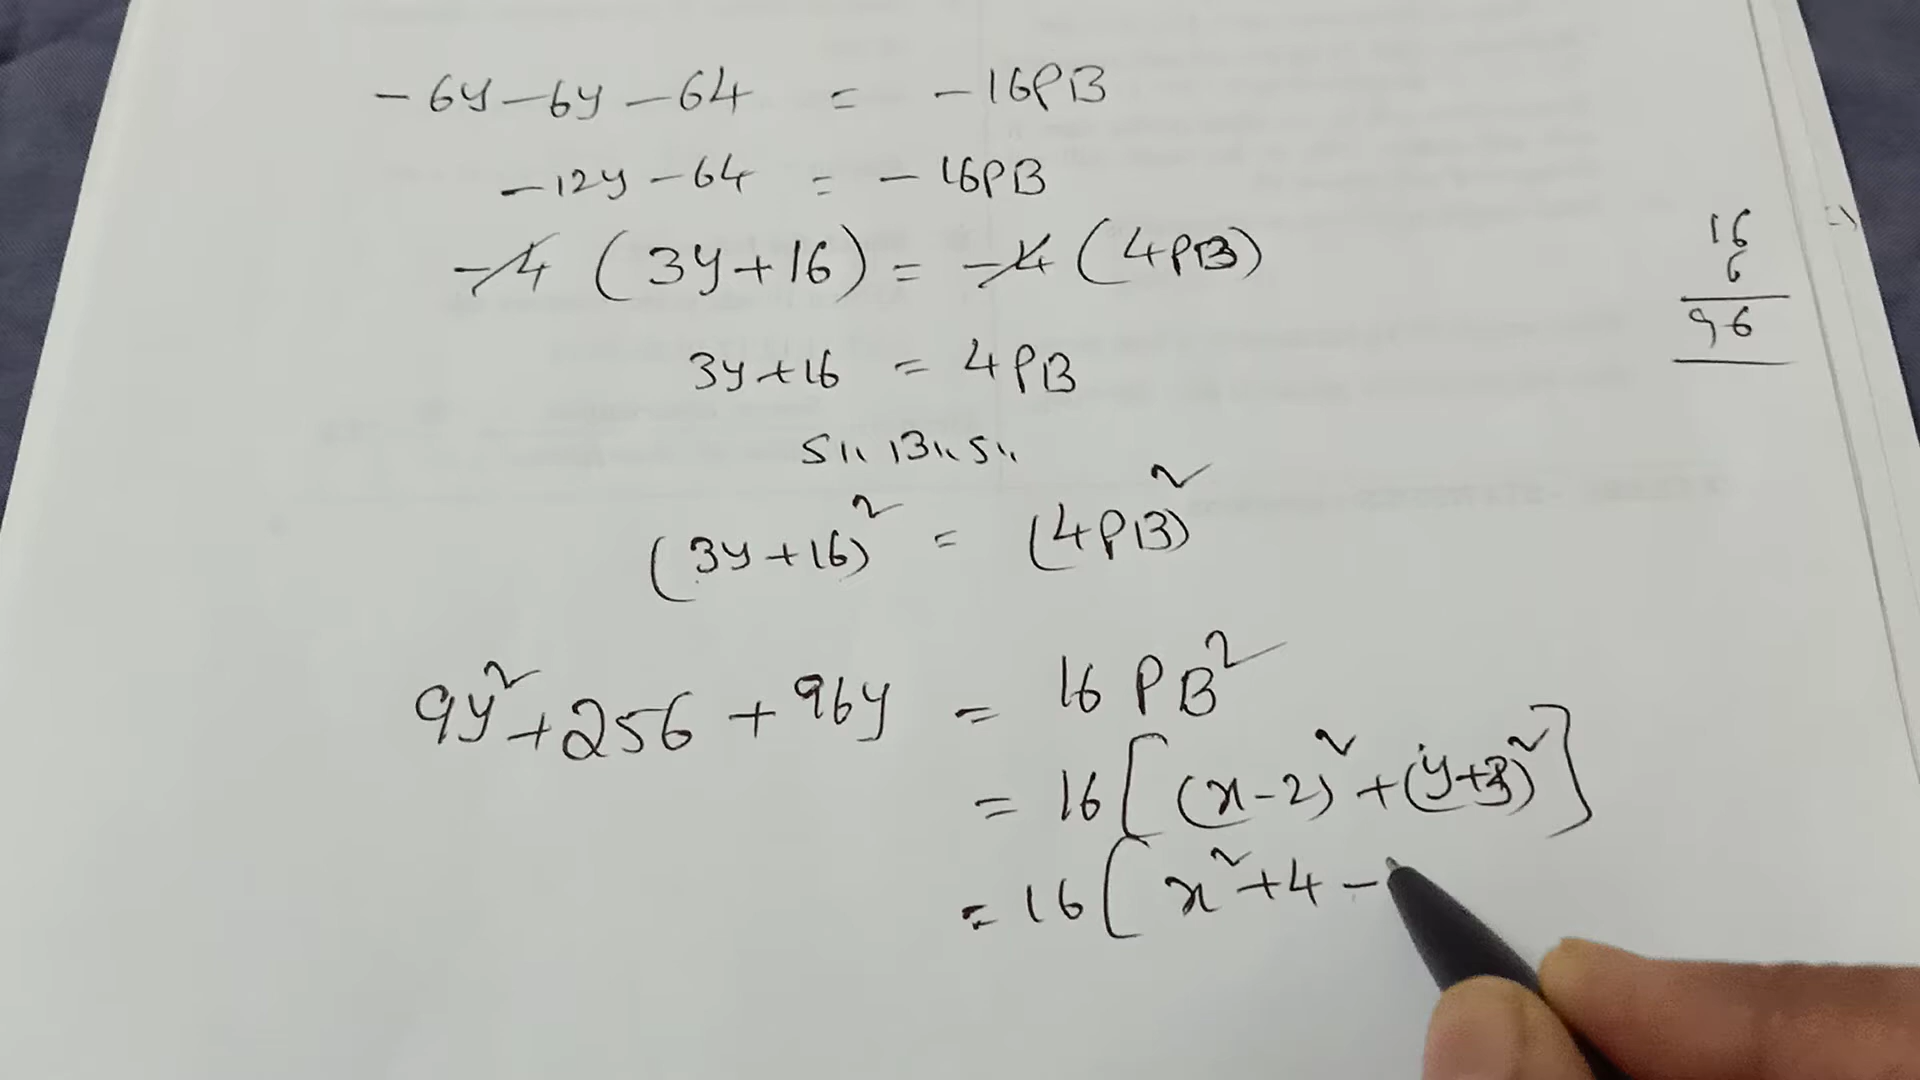 -6y-6y-64 = -16PB
-12y-64 = -16PB
-4 (3y+16) = -4 (4PB)
3y+16 = 4PB
S.. B.. S..
(3y+16)² = (4PB)²
9y²+256+96y = 16 PB²
= 16[(x-2)²+(y+3)²]
= 16[x²+4-
16
6
96